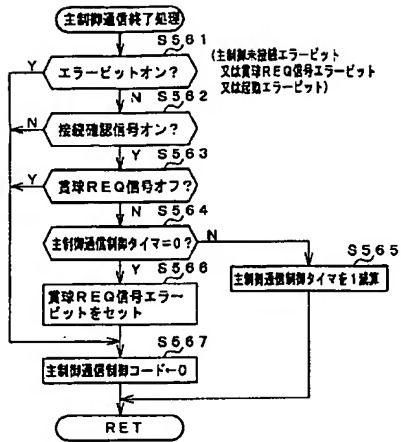 主制御通信終了処理
S561
エラービットオン?
Y
N
(主制御未接続エラービット
又は賞球REQ信号エラービット
又は起動エラービット)
S562
接続確認信号オン?
N
Y
S563
賞球REQ信号オフ?
Y
N
S564
主制御通信制御タイマ=0?
N
Y
S565
主制御通信制御タイマを1減算
S566
賞球REQ信号エラー
ビットをセット
S567
主制御通信制御コード←0
RET